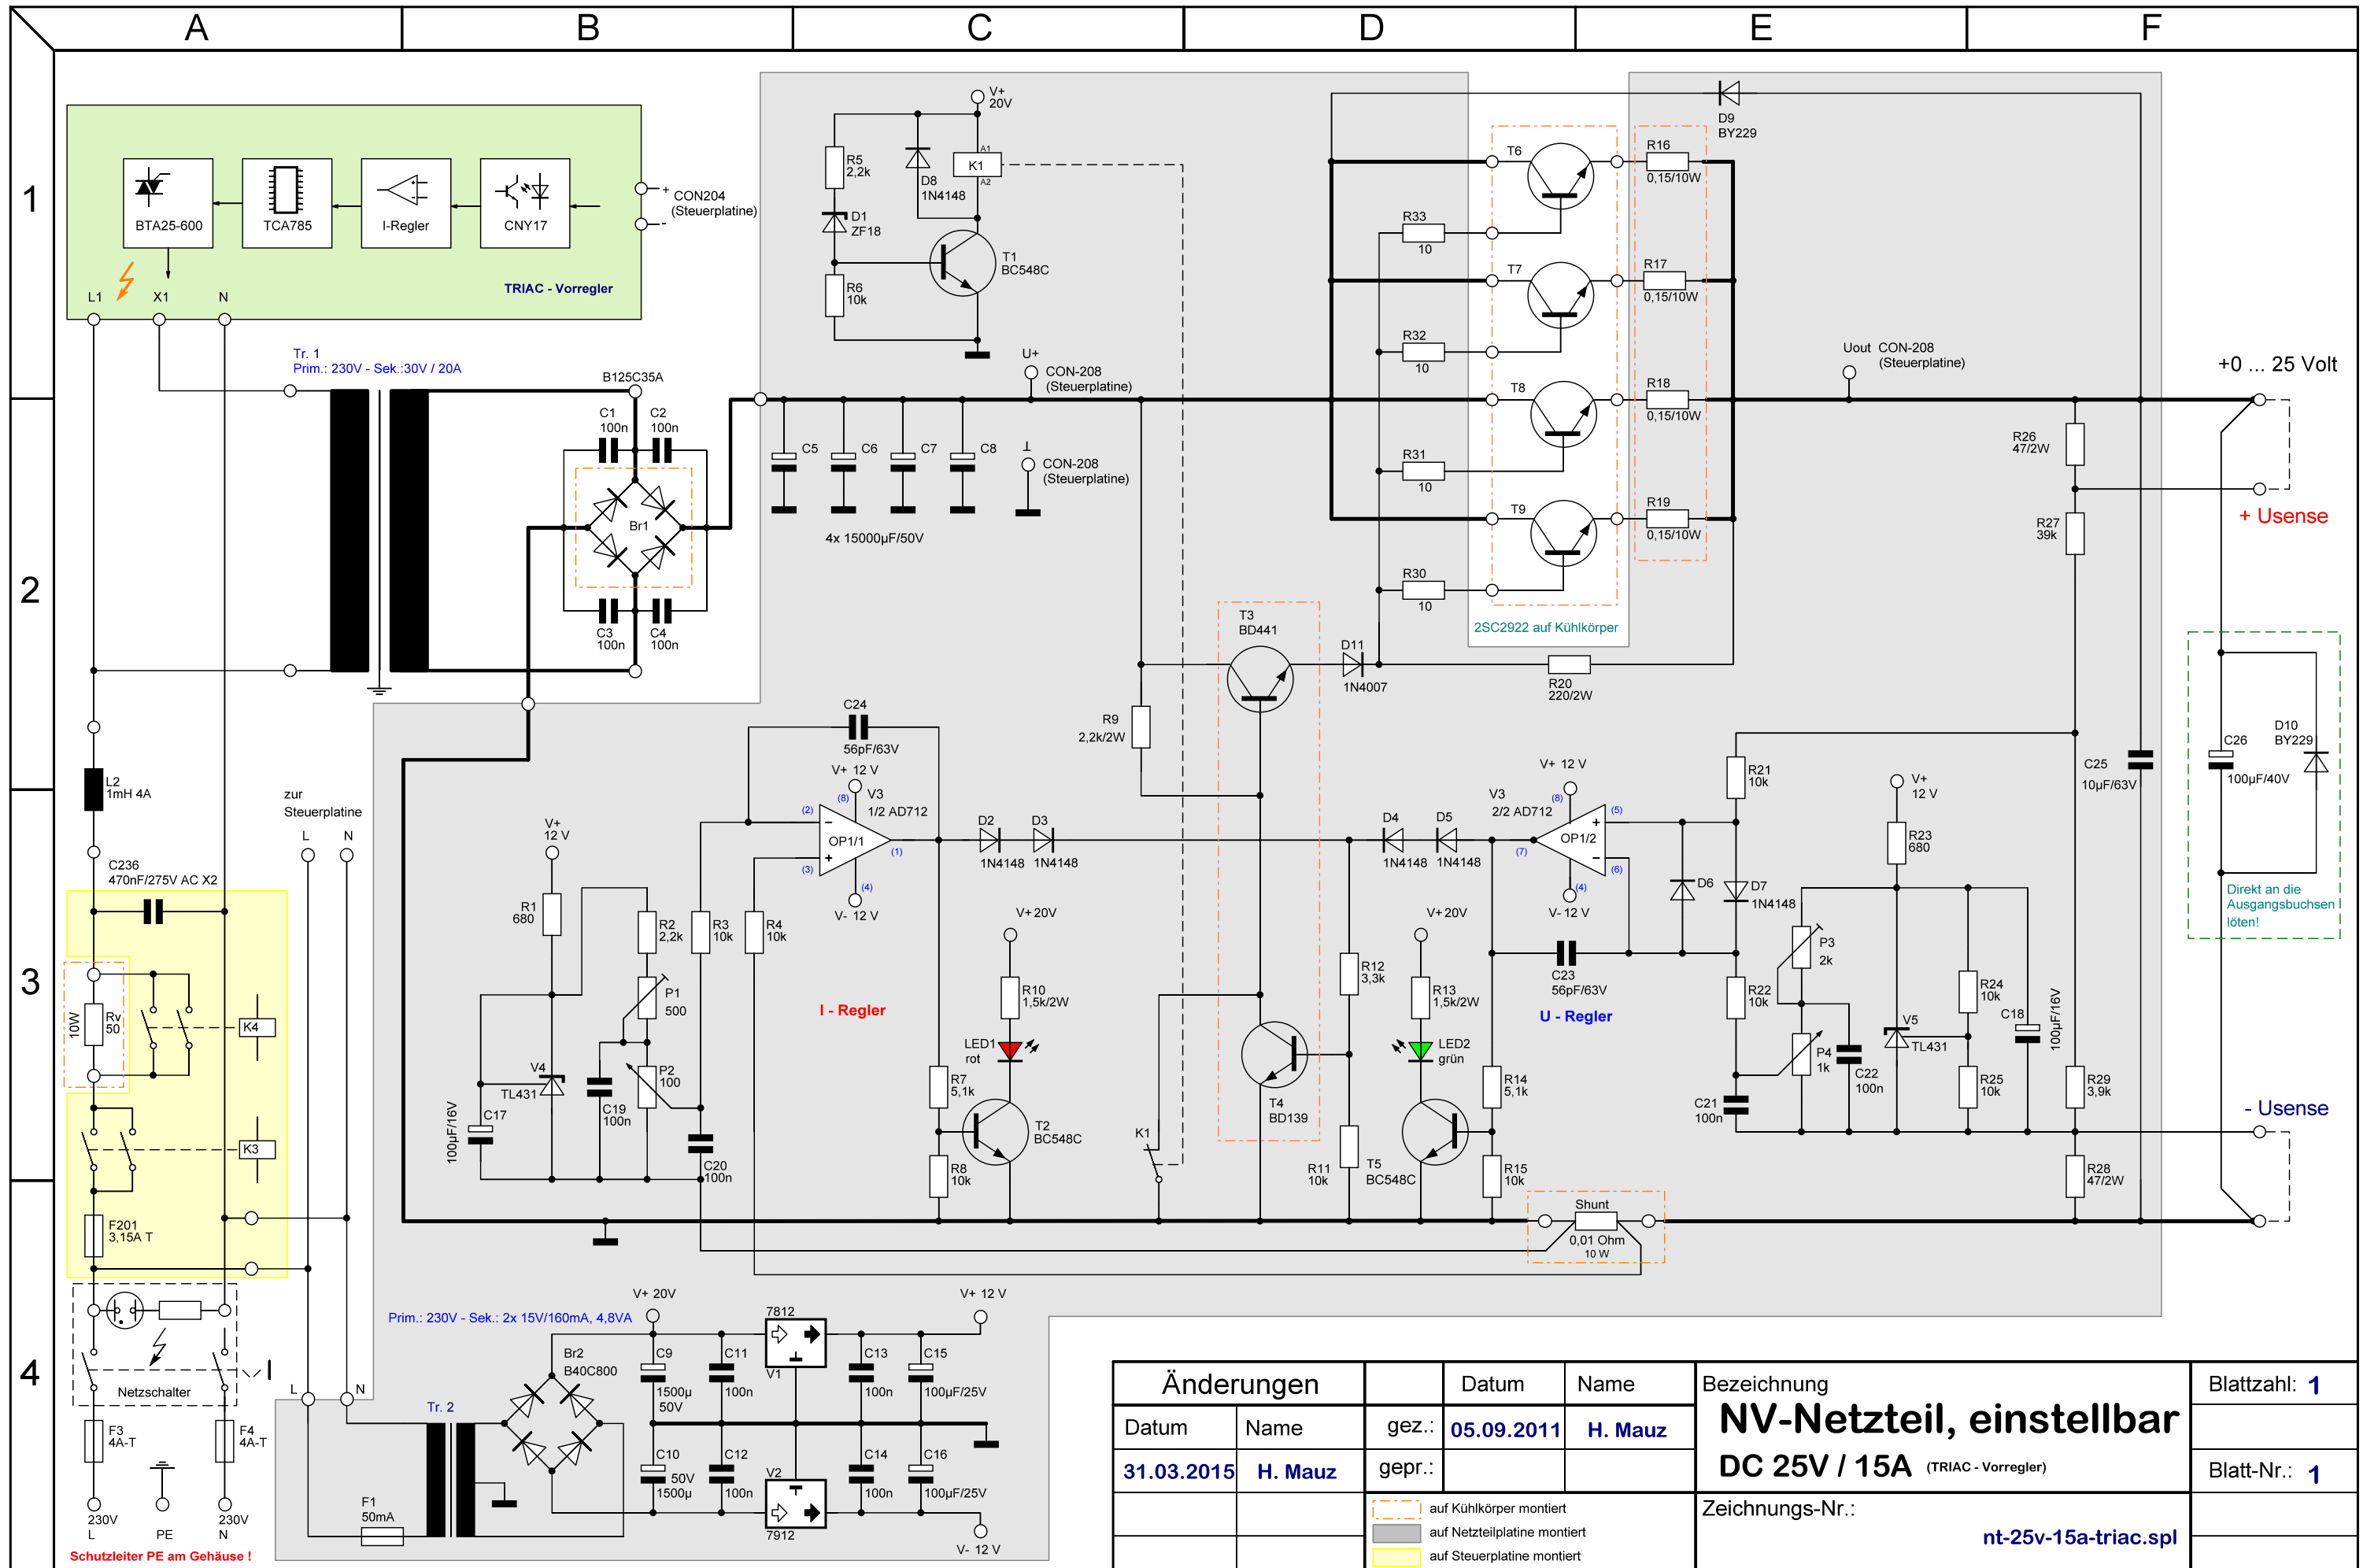 A B C D E F
1
2
3
4
BTA25-600
TCA785
I-Regler
CNY17
+
-
CON204
(Steuerplatine)
TRIAC - Vorregler
L1
X1
N
Tr. 1
Prim.: 230V - Sek.:30V / 20A
B125C35A
C1
100n
C2
100n
Br1
C3
100n
C4
100n
V+
20V
R5
2,2k
D8
1N4148
A1
K1
A2
D1
ZF18
T1
BC548C
R6
10k
U+
CON-208
(Steuerplatine)
C5
C6
C7
C8
⊥
CON-208
(Steuerplatine)
4x 15000µF/50V
D9
BY229
T6
R16
0,15/10W
R33
10
T7
R17
0,15/10W
R32
10
T8
R18
0,15/10W
R31
10
T9
R19
0,15/10W
R30
10
2SC2922 auf Kühlkörper
Uout CON-208
(Steuerplatine)
+0 ... 25 Volt
R26
47/2W
+ Usense
R27
39k
T3
BD441
D11
1N4007
R20
220/2W
R9
2,2k/2W
C24
56pF/63V
V+ 12 V
(8)
V3
1/2 AD712
(2)
−
OP1/1
+
(3)
(1)
(4)
V- 12 V
D2
1N4148
D3
1N4148
D4
1N4148
D5
1N4148
V+ 12 V
V3
(8)
2/2 AD712
(5)
+
OP1/2
−
(7)
(6)
(4)
V- 12 V
R21
10k
D6
D7
1N4148
V+
12 V
R23
680
C25
10µF/63V
C26
100µF/40V
D10
BY229
Direkt an die
Ausgangsbuchsen
löten!
L2
1mH 4A
zur
Steuerplatine
L
N
C236
470nF/275V AC X2
10W
Rv
50
K4
K3
F201
3,15A T
V+
12 V
R1
680
R2
2,2k
R3
10k
R4
10k
P1
500
P2
100
V4
TL431
C17
100µF/16V
C19
100n
C20
100n
I - Regler
V+ 20V
R10
1,5k/2W
LED1
rot
R7
5,1k
T2
BC548C
R8
10k
K1
T4
BD139
R12
3,3k
R11
10k
V+ 20V
R13
1,5k/2W
LED2
grün
T5
BC548C
R14
5,1k
R15
10k
C23
56pF/63V
U - Regler
R22
10k
C21
100n
P3
2k
P4
1k
C22
100n
V5
TL431
R24
10k
R25
10k
C18
100µF/16V
R29
3,9k
- Usense
R28
47/2W
Shunt
0,01 Ohm
10 W
Netzschalter
F3
4A-T
F4
4A-T
230V
L
PE
230V
N
Schutzleiter PE am Gehäuse !
L
N
F1
50mA
Prim.: 230V - Sek.: 2x 15V/160mA, 4,8VA
Tr. 2
Br2
B40C800
V+ 20V
C9
1500µ
50V
C11
100n
7812
V1
C13
100n
C15
100µF/25V
V+ 12 V
C10
50V
1500µ
C12
100n
V2
7912
C14
100n
C16
100µF/25V
V- 12 V
Änderungen
Datum
Name
Datum
Name
gez.:
05.09.2011
H. Mauz
31.03.2015
H. Mauz
gepr.:
auf Kühlkörper montiert
auf Netzteilplatine montiert
auf Steuerplatine montiert
Bezeichnung
NV-Netzteil, einstellbar
DC 25V / 15A (TRIAC - Vorregler)
Zeichnungs-Nr.:
nt-25v-15a-triac.spl
Blattzahl: 1
Blatt-Nr.: 1